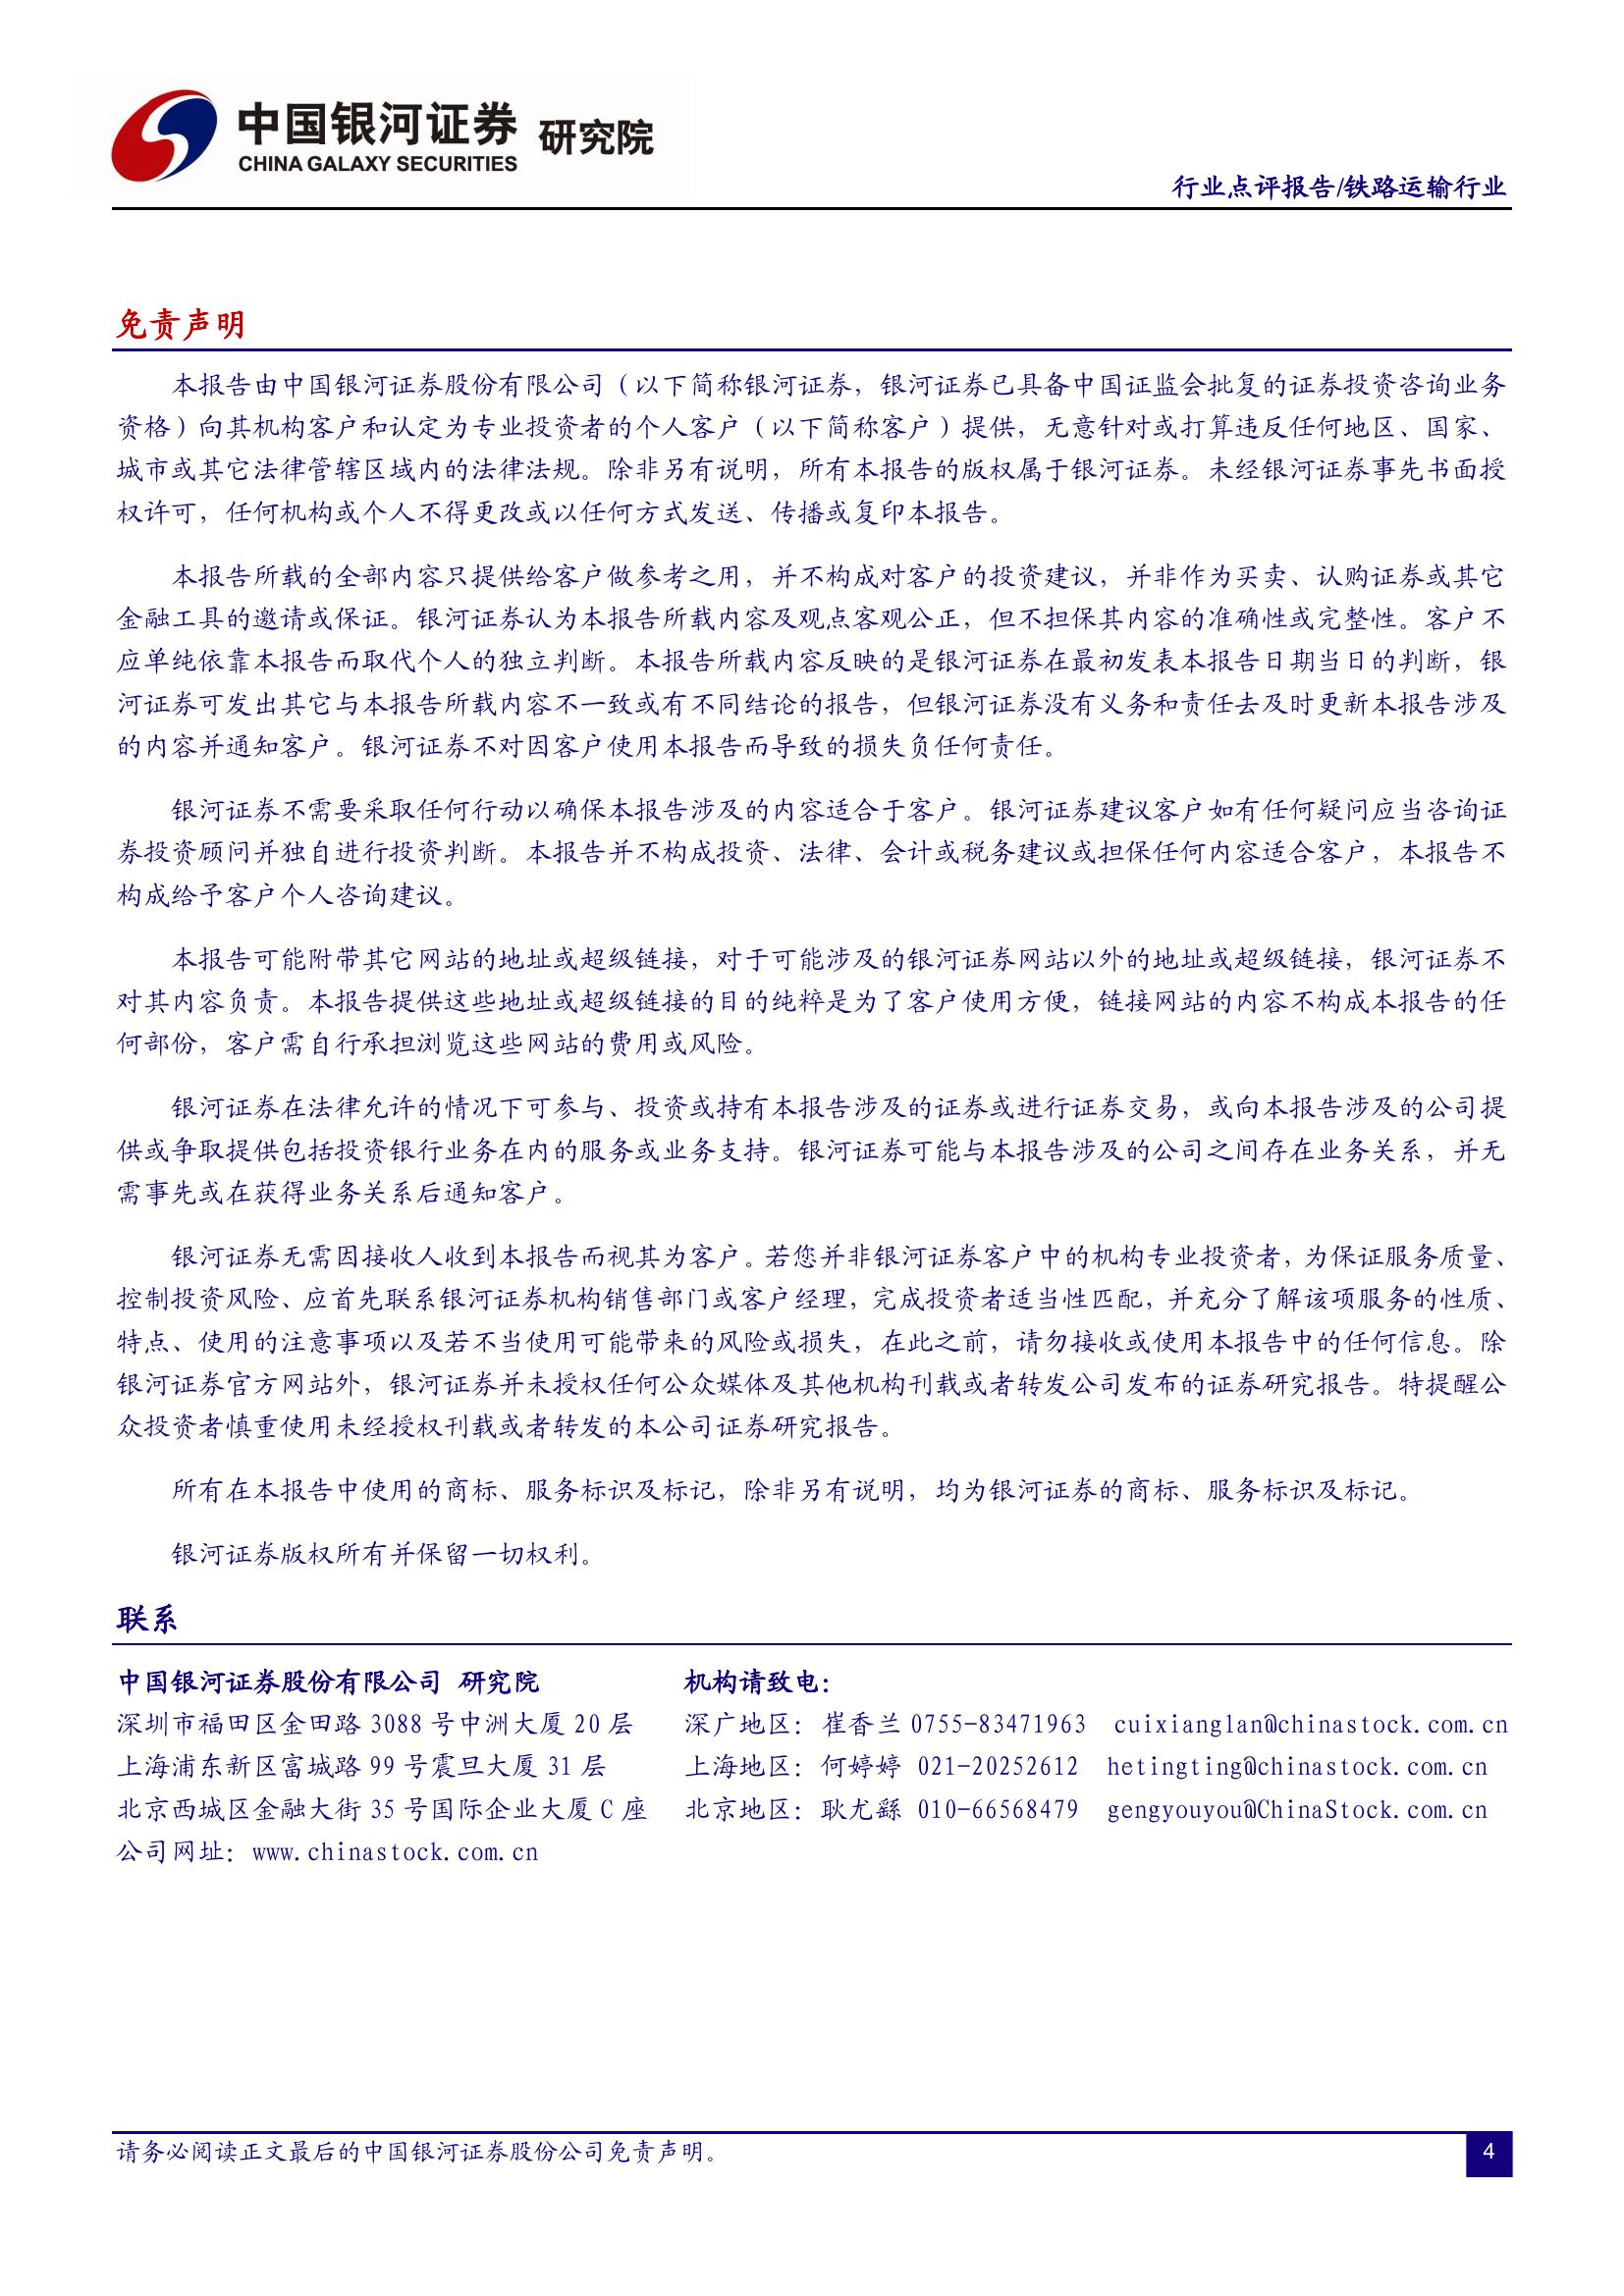 中国银河证券 研究院
CHINA GALAXY SECURITIES
行业点评报告/铁路运输行业
免责声明
本报告由中国银河证券股份有限公司（以下简称银河证券，银河证券已具备中国证监会批复的证券投资咨询业务
资格）向其机构客户和认定为专业投资者的个人客户（以下简称客户）提供，无意针对或打算违反任何地区、国家、
城市或其它法律管辖区域内的法律法规。除非另有说明，所有本报告的版权属于银河证券。未经银河证券事先书面授
权许可，任何机构或个人不得更改或以任何方式发送、传播或复印本报告。
本报告所载的全部内容只提供给客户做参考之用，并不构成对客户的投资建议，并非作为买卖、认购证券或其它
金融工具的邀请或保证。银河证券认为本报告所载内容及观点客观公正，但不担保其内容的准确性或完整性。客户不
应单纯依靠本报告而取代个人的独立判断。本报告所载内容反映的是银河证券在最初发表本报告日期当日的判断，银
河证券可发出其它与本报告所载内容不一致或有不同结论的报告，但银河证券没有义务和责任去及时更新本报告涉及
的内容并通知客户。银河证券不对因客户使用本报告而导致的损失负任何责任。
银河证券不需要采取任何行动以确保本报告涉及的内容适合于客户。银河证券建议客户如有任何疑问应当咨询证
券投资顾问并独自进行投资判断。本报告并不构成投资、法律、会计或税务建议或担保任何内容适合客户，本报告不
构成给予客户个人咨询建议。
本报告可能附带其它网站的地址或超级链接，对于可能涉及的银河证券网站以外的地址或超级链接，银河证券不
对其内容负责。本报告提供这些地址或超级链接的目的纯粹是为了客户使用方便，链接网站的内容不构成本报告的任
何部份，客户需自行承担浏览这些网站的费用或风险。
银河证券在法律允许的情况下可参与、投资或持有本报告涉及的证券或进行证券交易，或向本报告涉及的公司提
供或争取提供包括投资银行业务在内的服务或业务支持。银河证券可能与本报告涉及的公司之间存在业务关系，并无
需事先或在获得业务关系后通知客户。
银河证券无需因接收人收到本报告而视其为客户。若您并非银河证券客户中的机构专业投资者，为保证服务质量、
控制投资风险、应首先联系银河证券机构销售部门或客户经理，完成投资者适当性匹配，并充分了解该项服务的性质、
特点、使用的注意事项以及若不当使用可能带来的风险或损失，在此之前，请勿接收或使用本报告中的任何信息。除
银河证券官方网站外，银河证券并未授权任何公众媒体及其他机构刊载或者转发公司发布的证券研究报告。特提醒公
众投资者慎重使用未经授权刊载或者转发的本公司证券研究报告。
所有在本报告中使用的商标、服务标识及标记，除非另有说明，均为银河证券的商标、服务标识及标记。
银河证券版权所有并保留一切权利。
联系
中国银河证券股份有限公司 研究院 机构请致电：
深圳市福田区金田路 3088 号中洲大厦 20 层 深广地区：崔香兰 0755-83471963 cuixianglan@chinastock.com.cn
上海浦东新区富城路 99 号震旦大厦 31 层 上海地区：何婷婷 021-20252612 hetingting@chinastock.com.cn
北京西城区金融大街 35 号国际企业大厦 C 座 北京地区：耿尤繇 010-66568479 gengyouyou@ChinaStock.com.cn
公司网址：www.chinastock.com.cn
请务必阅读正文最后的中国银河证券股份公司免责声明。 4